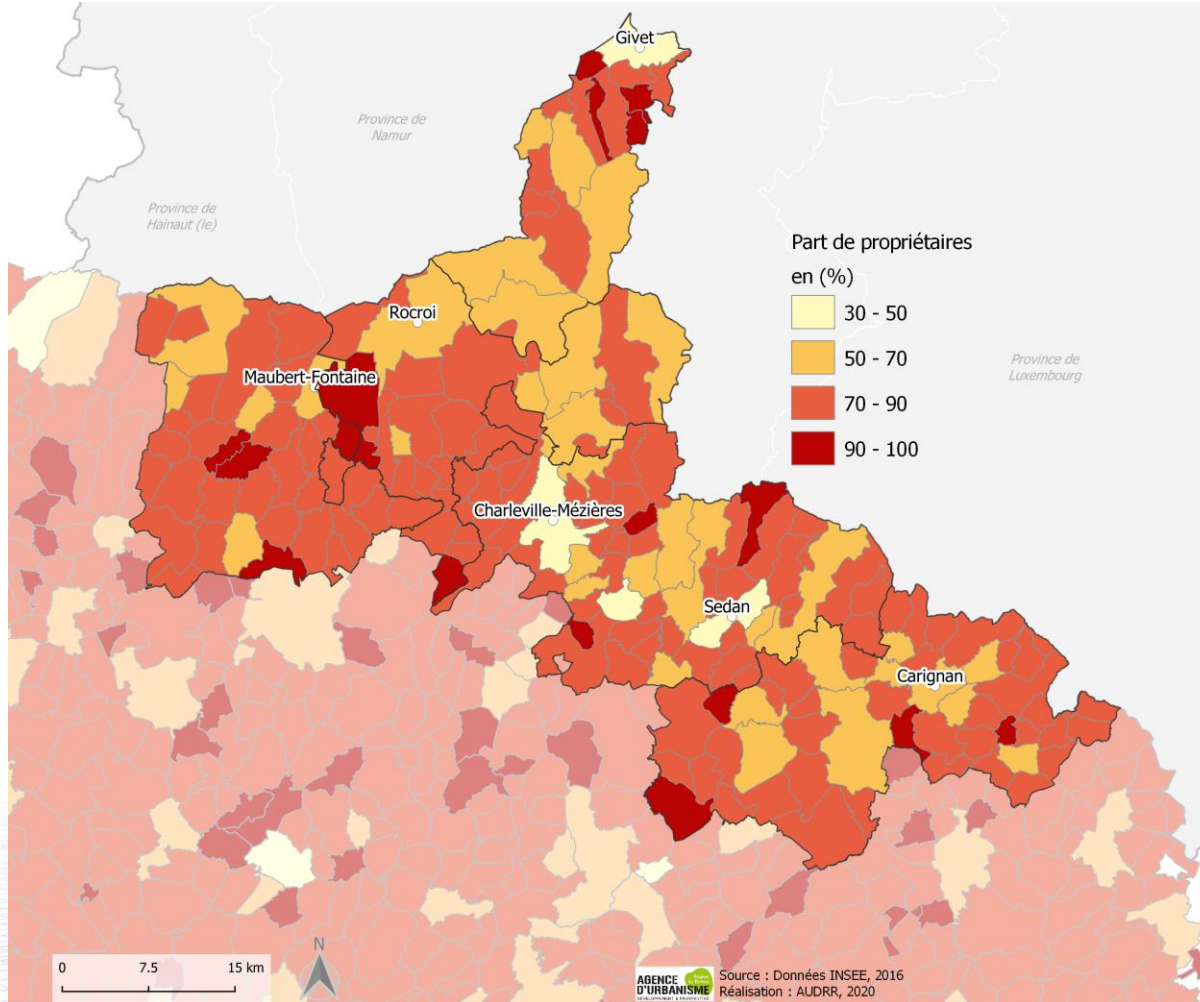 Givet
Province de
Namur
Province de
Hainaut (le)
Part de propriétaires
en (%)
30 - 50
50 - 70
70 - 90
90 - 100
Rocroi
Province de
Luxembourg
Maubert-Fontaine
Charleville-Mézières
Sedan
Carignan
0 7.5 15 km
N
AGENCE
D'URBANISME
DÉVELOPPEMENT & PROSPECTIVE
Source : Données INSEE, 2016
Réalisation : AUDRR, 2020